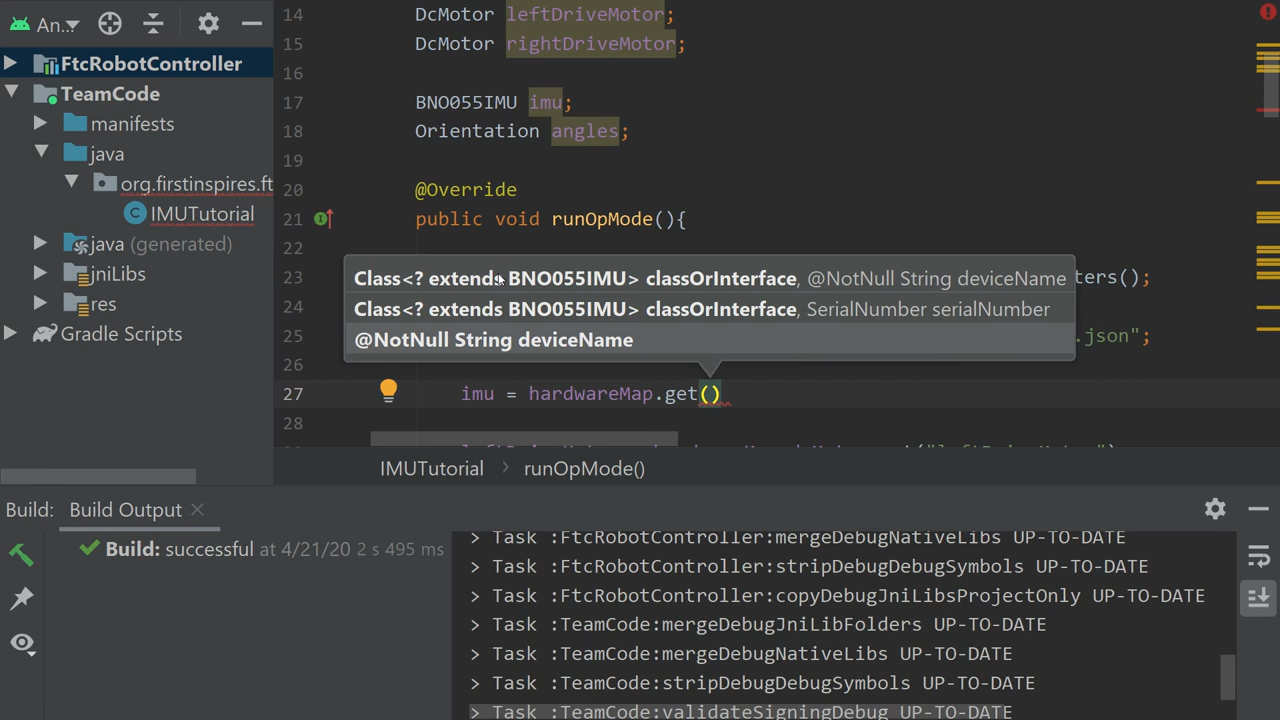 An...
FtcRobotController
TeamCode
manifests
java
org.firstinspires.ft
IMUTutorial
java (generated)
jniLibs
res
Gradle Scripts
14 DcMotor leftDriveMotor;
15 DcMotor rightDriveMotor;
16
17 BNO055IMU imu;
18 Orientation angles;
19
20 @Override
21 public void runOpMode(){
22
23 ters();
Class<? extends BNO055IMU> classOrInterface, @NotNull String deviceName
24
Class<? extends BNO055IMU> classOrInterface, SerialNumber serialNumber
25 .json";
@NotNull String deviceName
26
27 imu = hardwareMap.get()
28
IMUTutorial > runOpMode()
Build: Build Output ×
Build: successful at 4/21/20 2 s 495 ms
> Task :FtcRobotController:mergeDebugNativeLibs UP-TO-DATE
> Task :FtcRobotController:stripDebugDebugSymbols UP-TO-DATE
> Task :FtcRobotController:copyDebugJniLibsProjectOnly UP-TO-DATE
> Task :TeamCode:mergeDebugJniLibFolders UP-TO-DATE
> Task :TeamCode:mergeDebugNativeLibs UP-TO-DATE
> Task :TeamCode:stripDebugDebugSymbols UP-TO-DATE
> Task :TeamCode:validateSigningDebug UP-TO-DATE